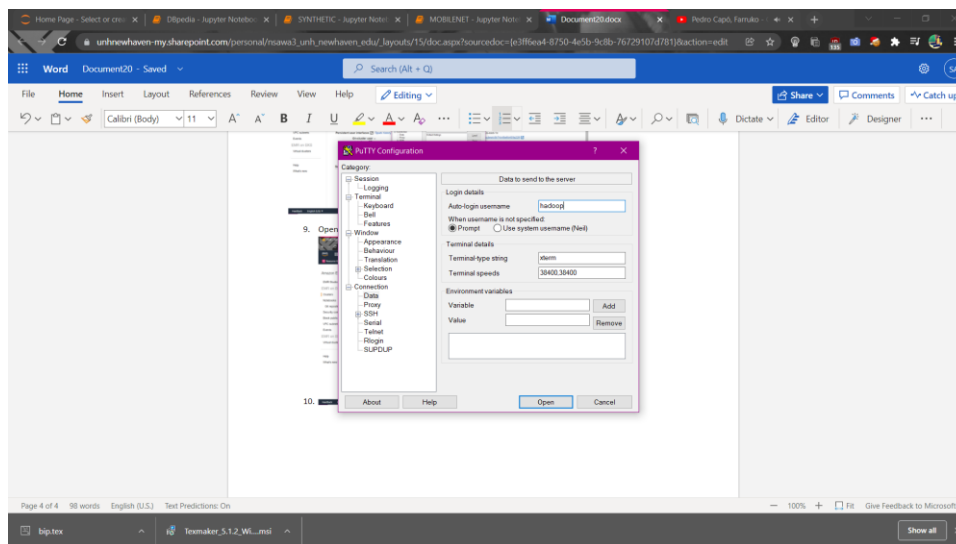 Home Page - Select or cre
DBpedia - Jupyter Notebo
SYNTHETIC - Jupyter Note
MOBILENET - Jupyter Note
Document20.docx
Pedro Capó, Farruko -
unhnewhaven-my.sharepoint.com/personal/nsawa3_unh_newhaven_edu/_layouts/15/doc.aspx?sourcedoc={e3ff6ea4-8750-4e5b-9c8b-76729107d781}&action=edit
Word Document20 - Saved
Search (Alt + Q)
File Home Insert Layout References Review View Help Editing
Share Comments Catch up
Calibri (Body) 11
A A B I U
Dictate Editor Designer
PuTTY Configuration ? X
Category:
Session
Logging
Terminal
Keyboard
Bell
Features
Window
Appearance
Behaviour
Translation
Selection
Colours
Connection
Data
Proxy
SSH
Serial
Telnet
Rlogin
SUPDUP
Data to send to the server
Login details
Auto-login username hadoop
When username is not specified:
Prompt Use system username (Neil)
Terminal details
Terminal-type string xterm
Terminal speeds 38400,38400
Environment variables
Variable Add
Value Remove
About Help Open Cancel
9. Open
10.
Page 4 of 4 98 words English (U.S.) Text Predictions: On
100% + Fit Give Feedback to Microsoft
bip.tex
Texmaker_5.1.2_Wi....msi
Show all